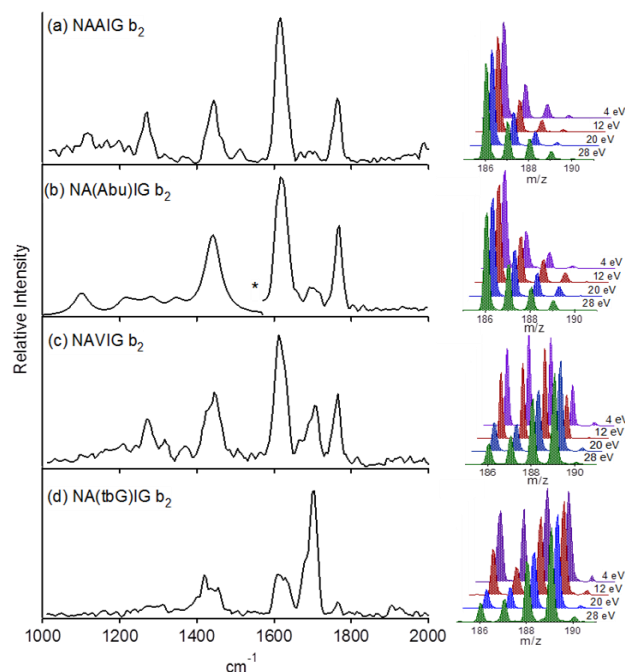 (a) NAAIG b2
4 eV
12 eV
20 eV
28 eV
186 188 190
m/z
(b) NA(Abu)IG b2
*
4 eV
12 eV
20 eV
28 eV
186 188 190
m/z
Relative Intensity
(c) NAVIG b2
4 eV
12 eV
20 eV
28 eV
186 188 190
m/z
(d) NA(tbG)IG b2
4 eV
12 eV
20 eV
28 eV
186 188 190
m/z
1000 1200 1400 1600 1800 2000
cm-1